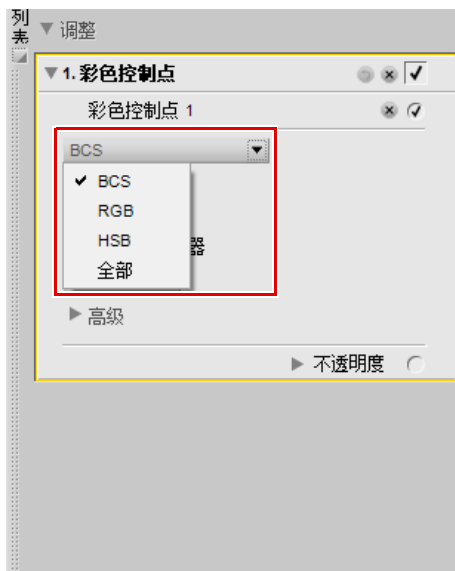 列表
调整
1. 彩色控制点
彩色控制点 1
BCS
BCS
RGB
HSB
器
全部
高级
不透明度